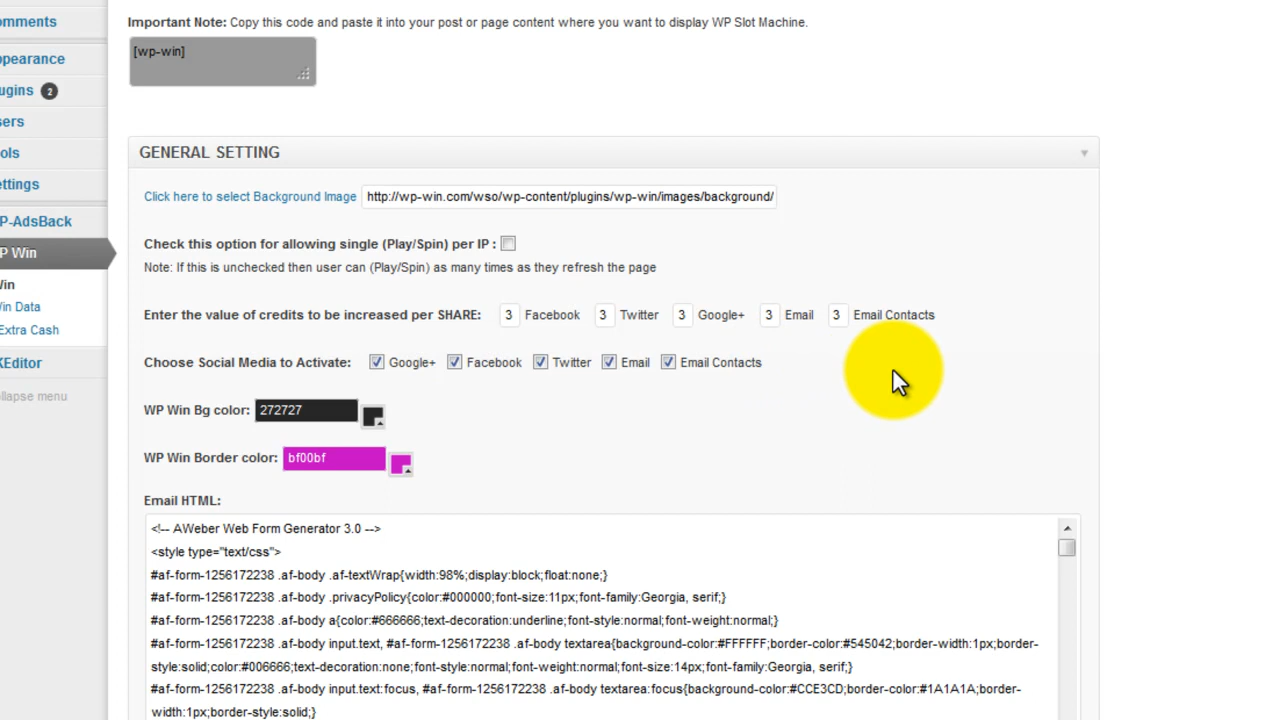 omments
ppearance
ugins 2
sers
ols
ettings
P-AdsBack
P Win
Win
in Data
Extra Cash
KEditor
llapse menu
Important Note: Copy this code and paste it into your post or page content where you want to display WP Slot Machine.
[wp-win]
GENERAL SETTING
Click here to select Background Image http://wp-win.com/wso/wp-content/plugins/wp-win/images/background/
Check this option for allowing single (Play/Spin) per IP :
Note: If this is unchecked then user can (Play/Spin) as many times as they refresh the page
Enter the value of credits to be increased per SHARE: 3 Facebook 3 Twitter 3 Google+ 3 Email 3 Email Contacts
Choose Social Media to Activate: Google+ Facebook Twitter Email Email Contacts
WP Win Bg color: 272727
WP Win Border color: bf00bf
Email HTML:
<!-- AWeber Web Form Generator 3.0 -->
<style type="text/css">
#af-form-1256172238 .af-body .af-textWrap{width:98%;display:block;float:none;}
#af-form-1256172238 .af-body .privacyPolicy{color:#000000;font-size:11px;font-family:Georgia, serif;}
#af-form-1256172238 .af-body a{color:#666666;text-decoration:underline;font-style:normal;font-weight:normal;}
#af-form-1256172238 .af-body input.text, #af-form-1256172238 .af-body textarea{background-color:#FFFFFF;border-color:#545042;border-width:1px;border-
style:solid;color:#006666;text-decoration:none;font-style:normal;font-weight:normal;font-size:14px;font-family:Georgia, serif;}
#af-form-1256172238 .af-body input.text:focus, #af-form-1256172238 .af-body textarea:focus{background-color:#CCE3CD;border-color:#1A1A1A;border-
width:1px;border-style:solid;}